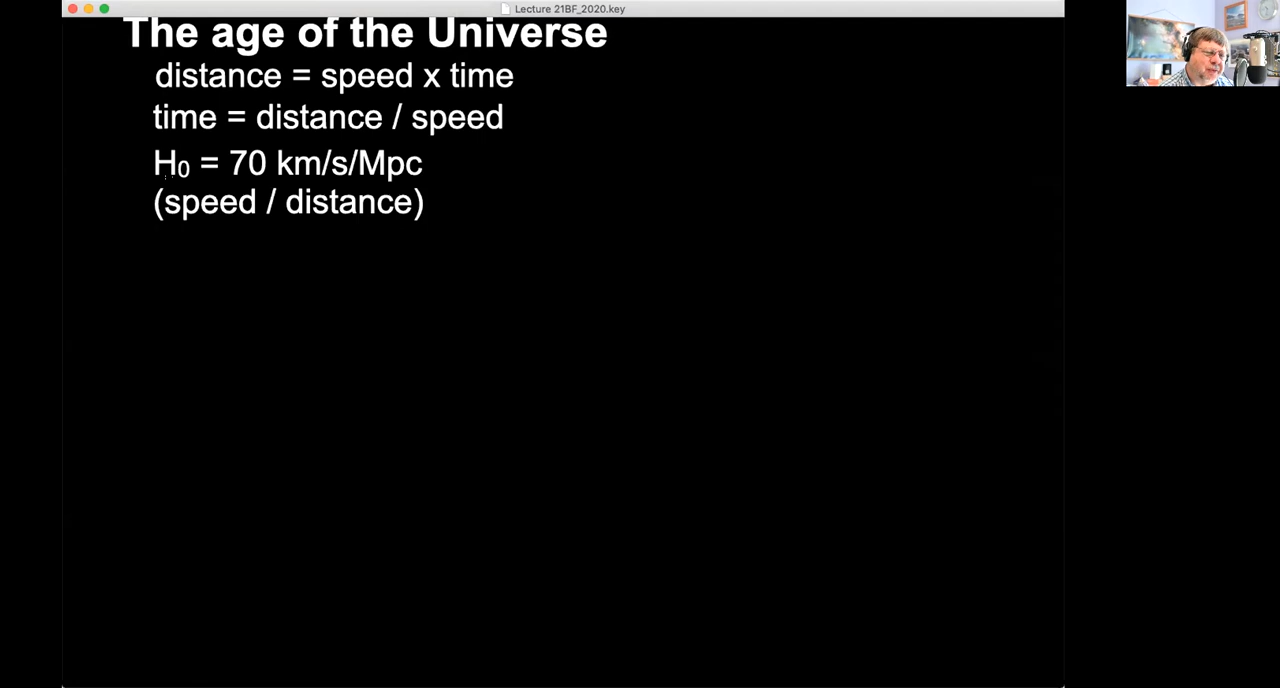 Lecture 21BF_2020.key
The age of the Universe
distance = speed x time
time = distance / speed
H₀ = 70 km/s/Mpc
(speed / distance)